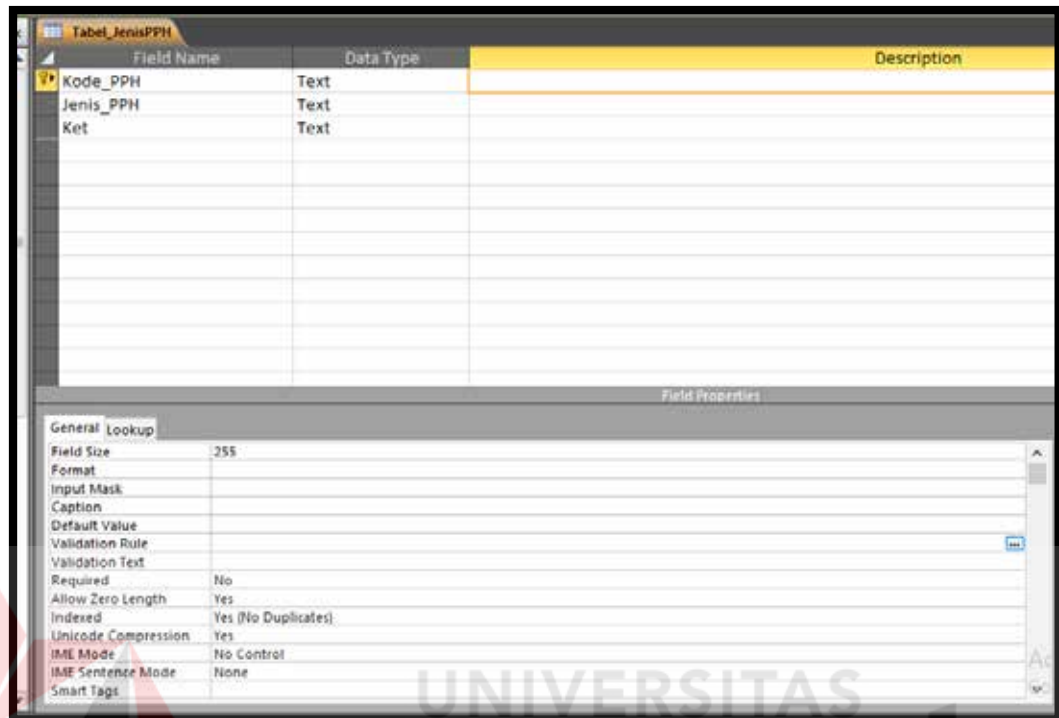 Tabel_JenisPPH
Field Name Data Type Description
Kode_PPH Text
Jenis_PPH Text
Ket Text
Field Properties
General Lookup
Field Size 255
Format
Input Mask
Caption
Default Value
Validation Rule
Validation Text
Required No
Allow Zero Length Yes
Indexed Yes (No Duplicates)
Unicode Compression Yes
IME Mode No Control
IME Sentence Mode None
Smart Tags
UNIVERSITAS